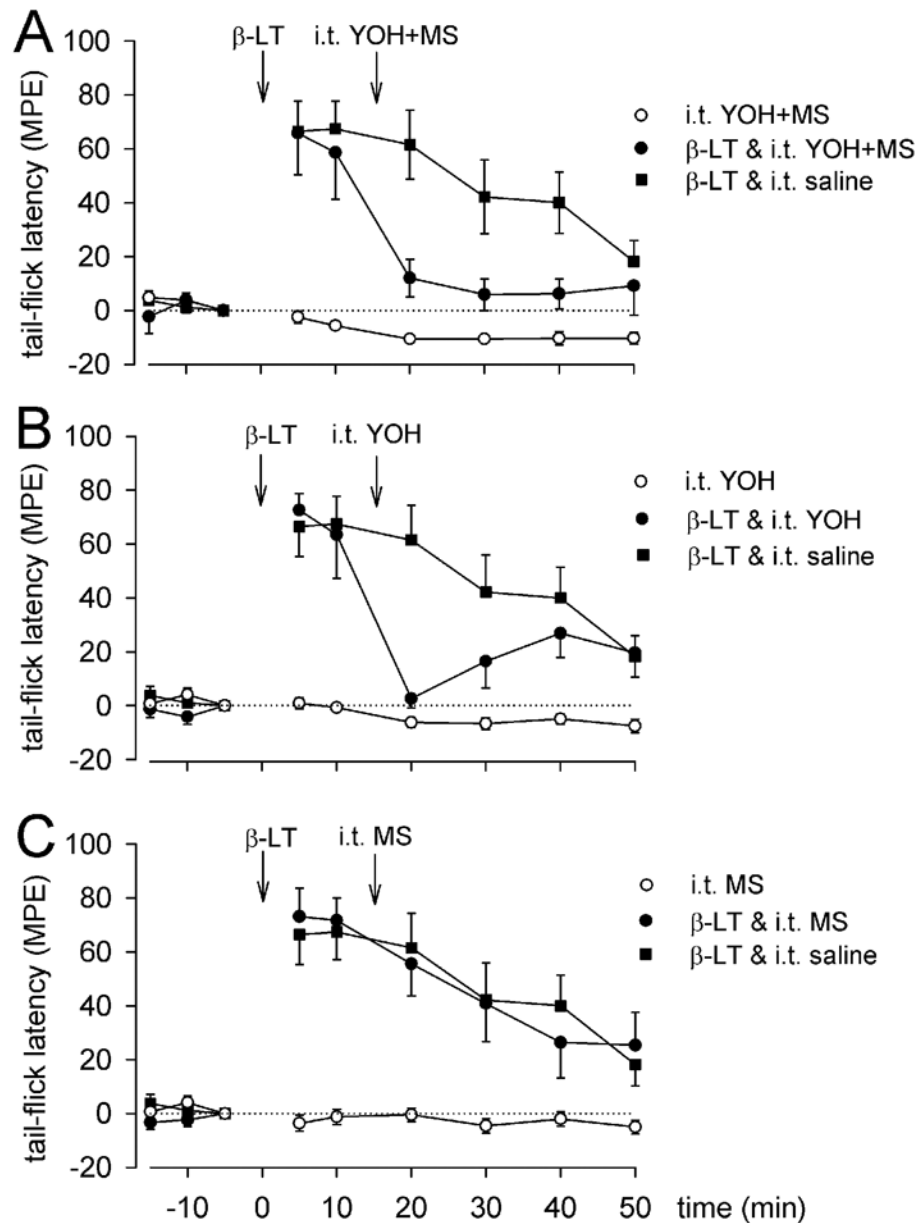 A
β-LT i.t. YOH+MS
100
80
60
40
20
0
-20
tail-flick latency (MPE)
i.t. YOH+MS
β-LT & i.t. YOH+MS
β-LT & i.t. saline
B
β-LT i.t. YOH
100
80
60
40
20
0
-20
tail-flick latency (MPE)
i.t. YOH
β-LT & i.t. YOH
β-LT & i.t. saline
C
β-LT i.t. MS
100
80
60
40
20
0
-20
tail-flick latency (MPE)
i.t. MS
β-LT & i.t. MS
β-LT & i.t. saline
-10 0 10 20 30 40 50 time (min)